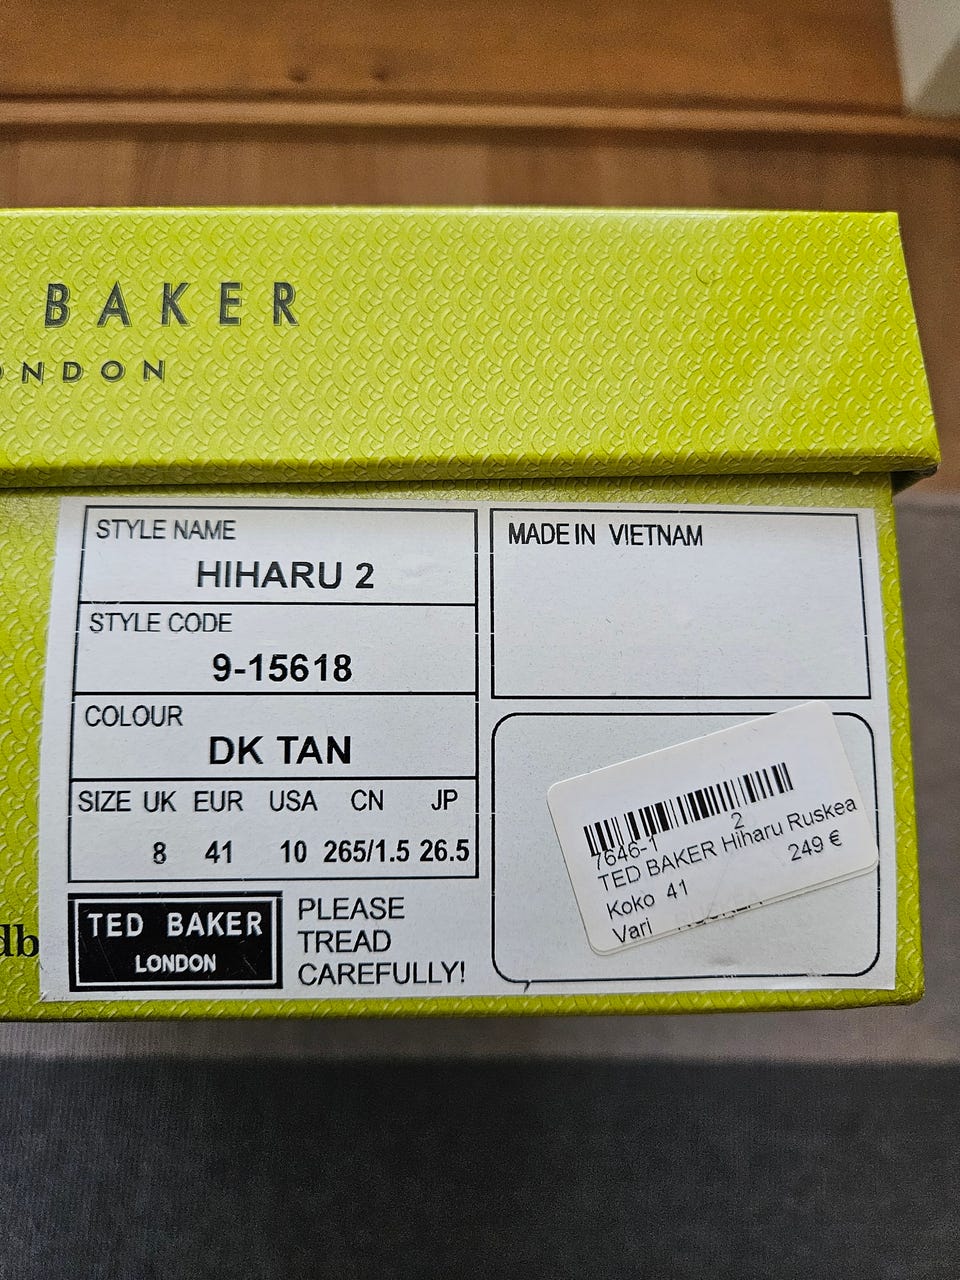 BAKER
ONDON
STYLE NAME
HIHARU 2
STYLE CODE
9-15618
COLOUR
DK TAN
SIZE UK EUR USA CN JP
8 41 10 265/1.5 26.5
TED BAKER
LONDON
PLEASE
TREAD
CAREFULLY!
MADE IN VIETNAM
7646-1 2
TED BAKER Hiharu Ruskea
249 €
Koko 41
Vari
db